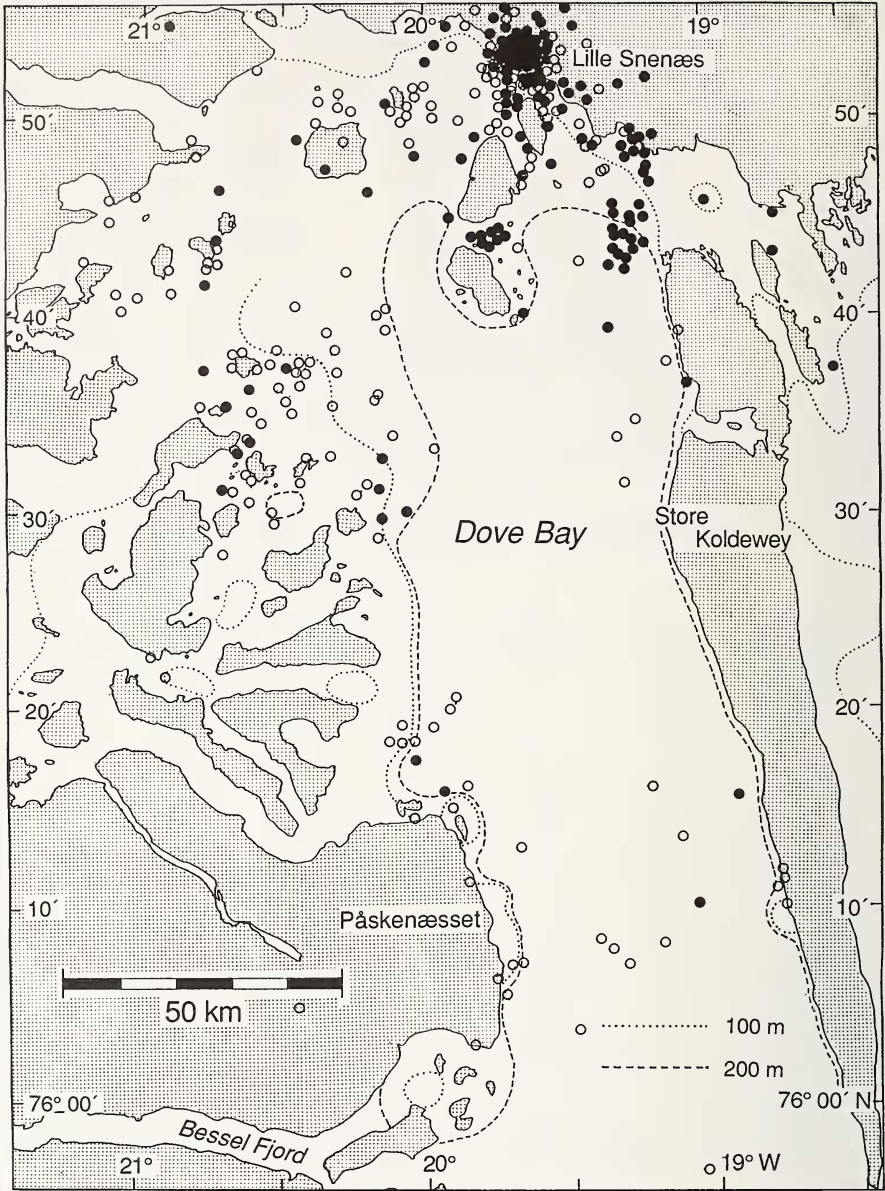 21° 20° 19°
Lille Snenæs
50´ 50´
40´ 40´
30´ 30´
Dove Bay
Store
Koldewey
20´ 20´
10´ 10´
Påskenæsset
50 km
100 m
200 m
76° 00´ 76° 00´ N
Bessel Fjord
21° 20° 19° W